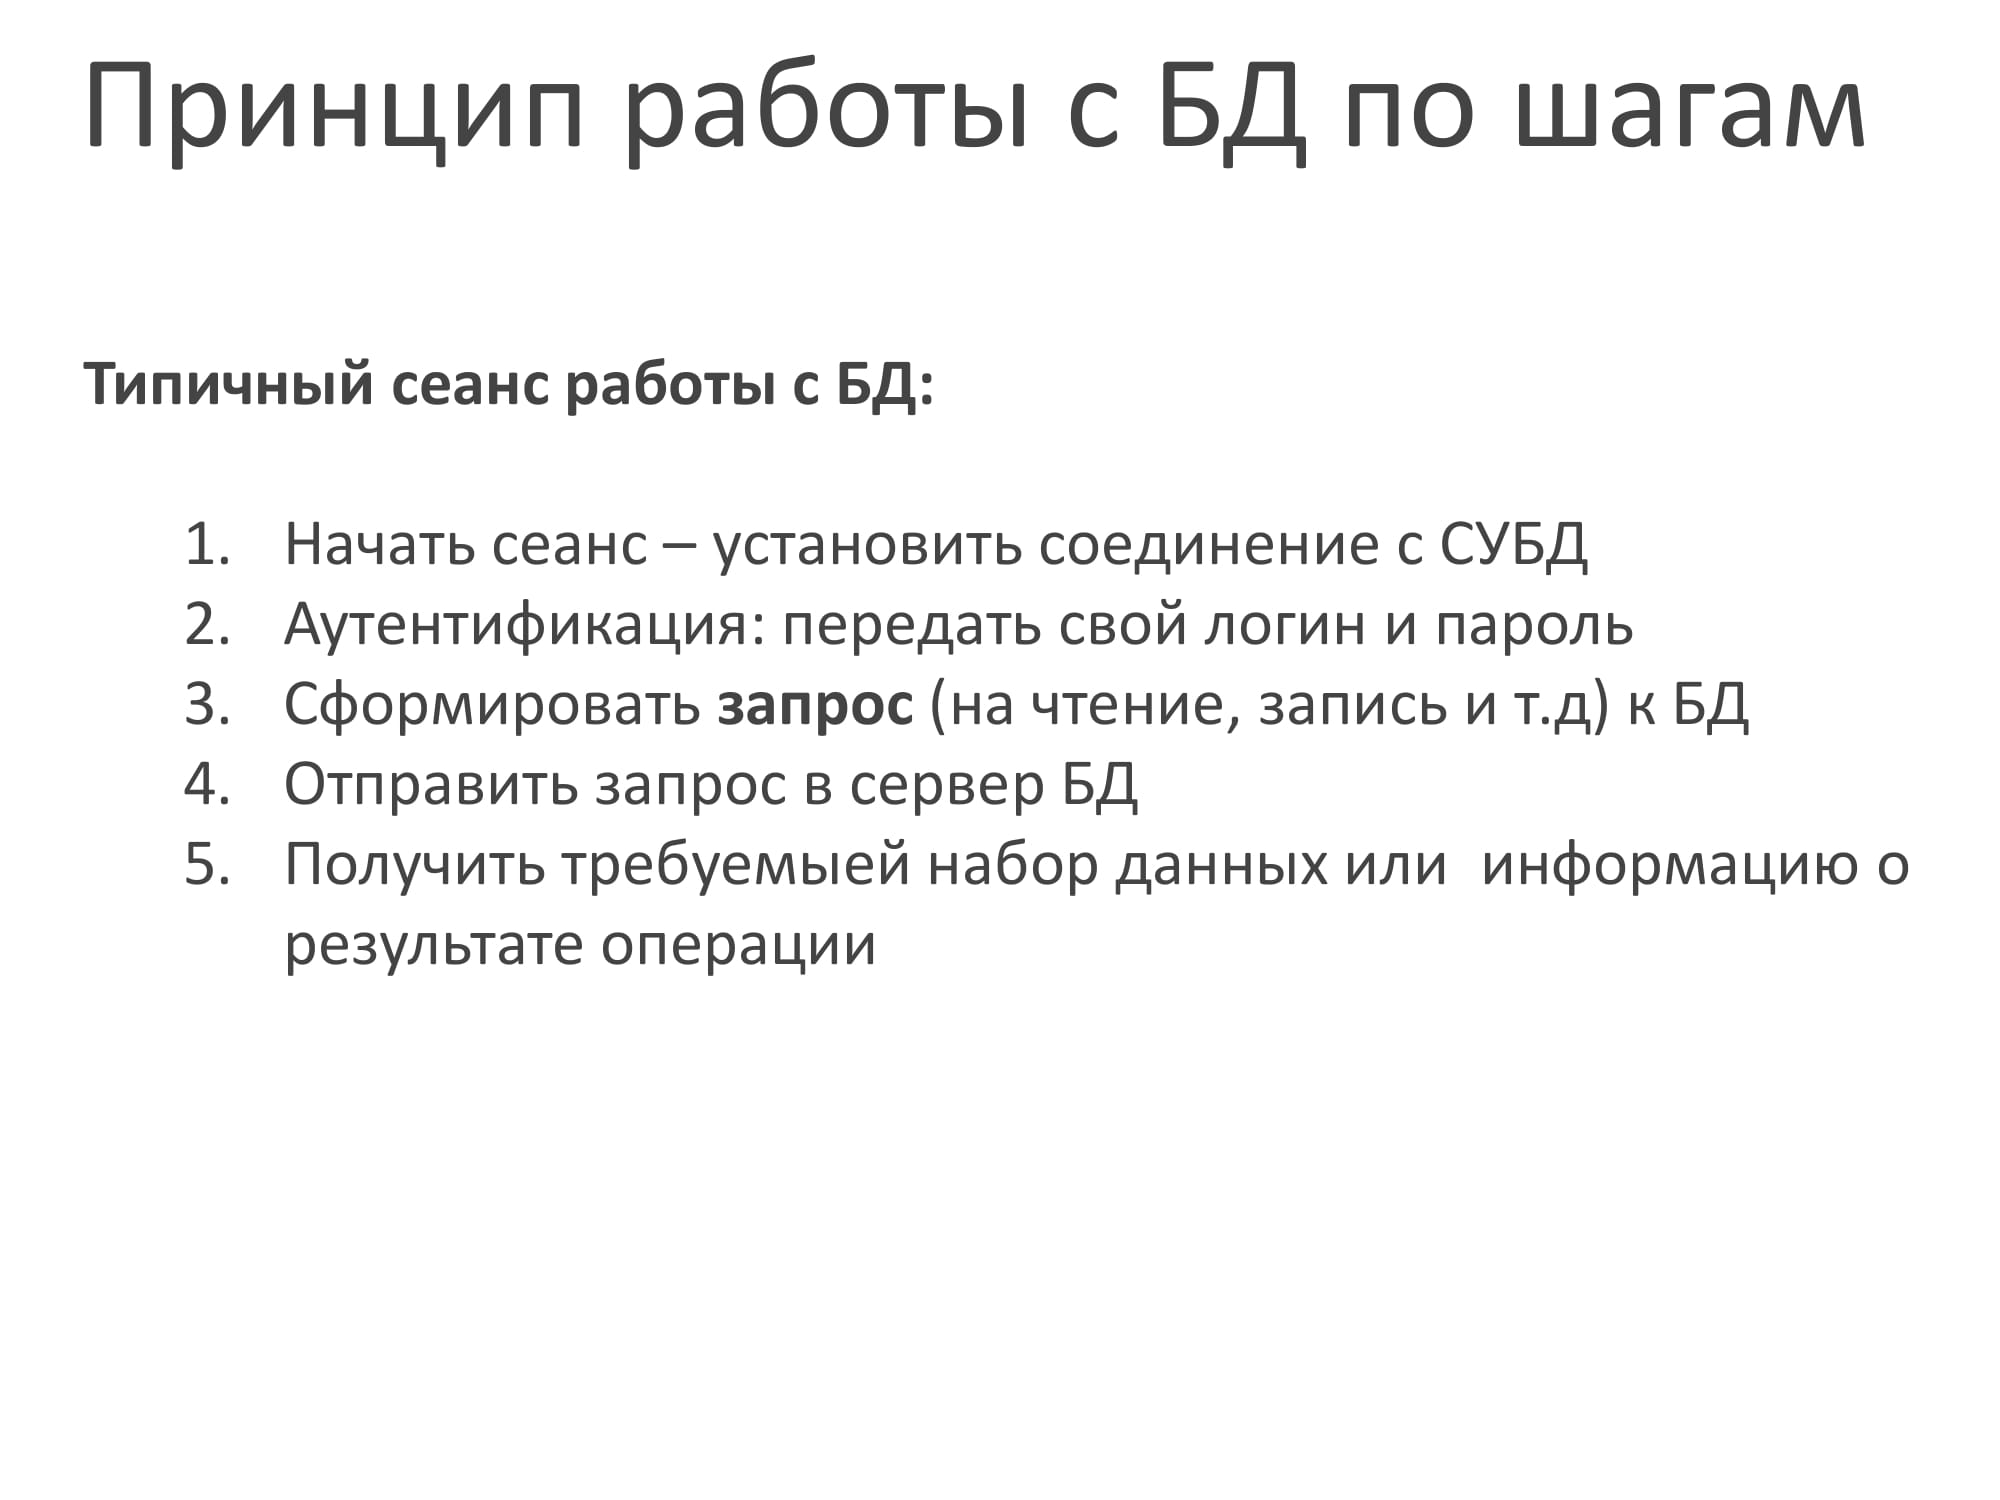 Принцип работы с БД по шагам
Типичный сеанс работы с БД:
1. Начать сеанс – установить соединение с СУБД
2. Аутентификация: передать свой логин и пароль
3. Сформировать запрос (на чтение, запись и т.д) к БД
4. Отправить запрос в сервер БД
5. Получить требуемыей набор данных или  информацию о
результате операции